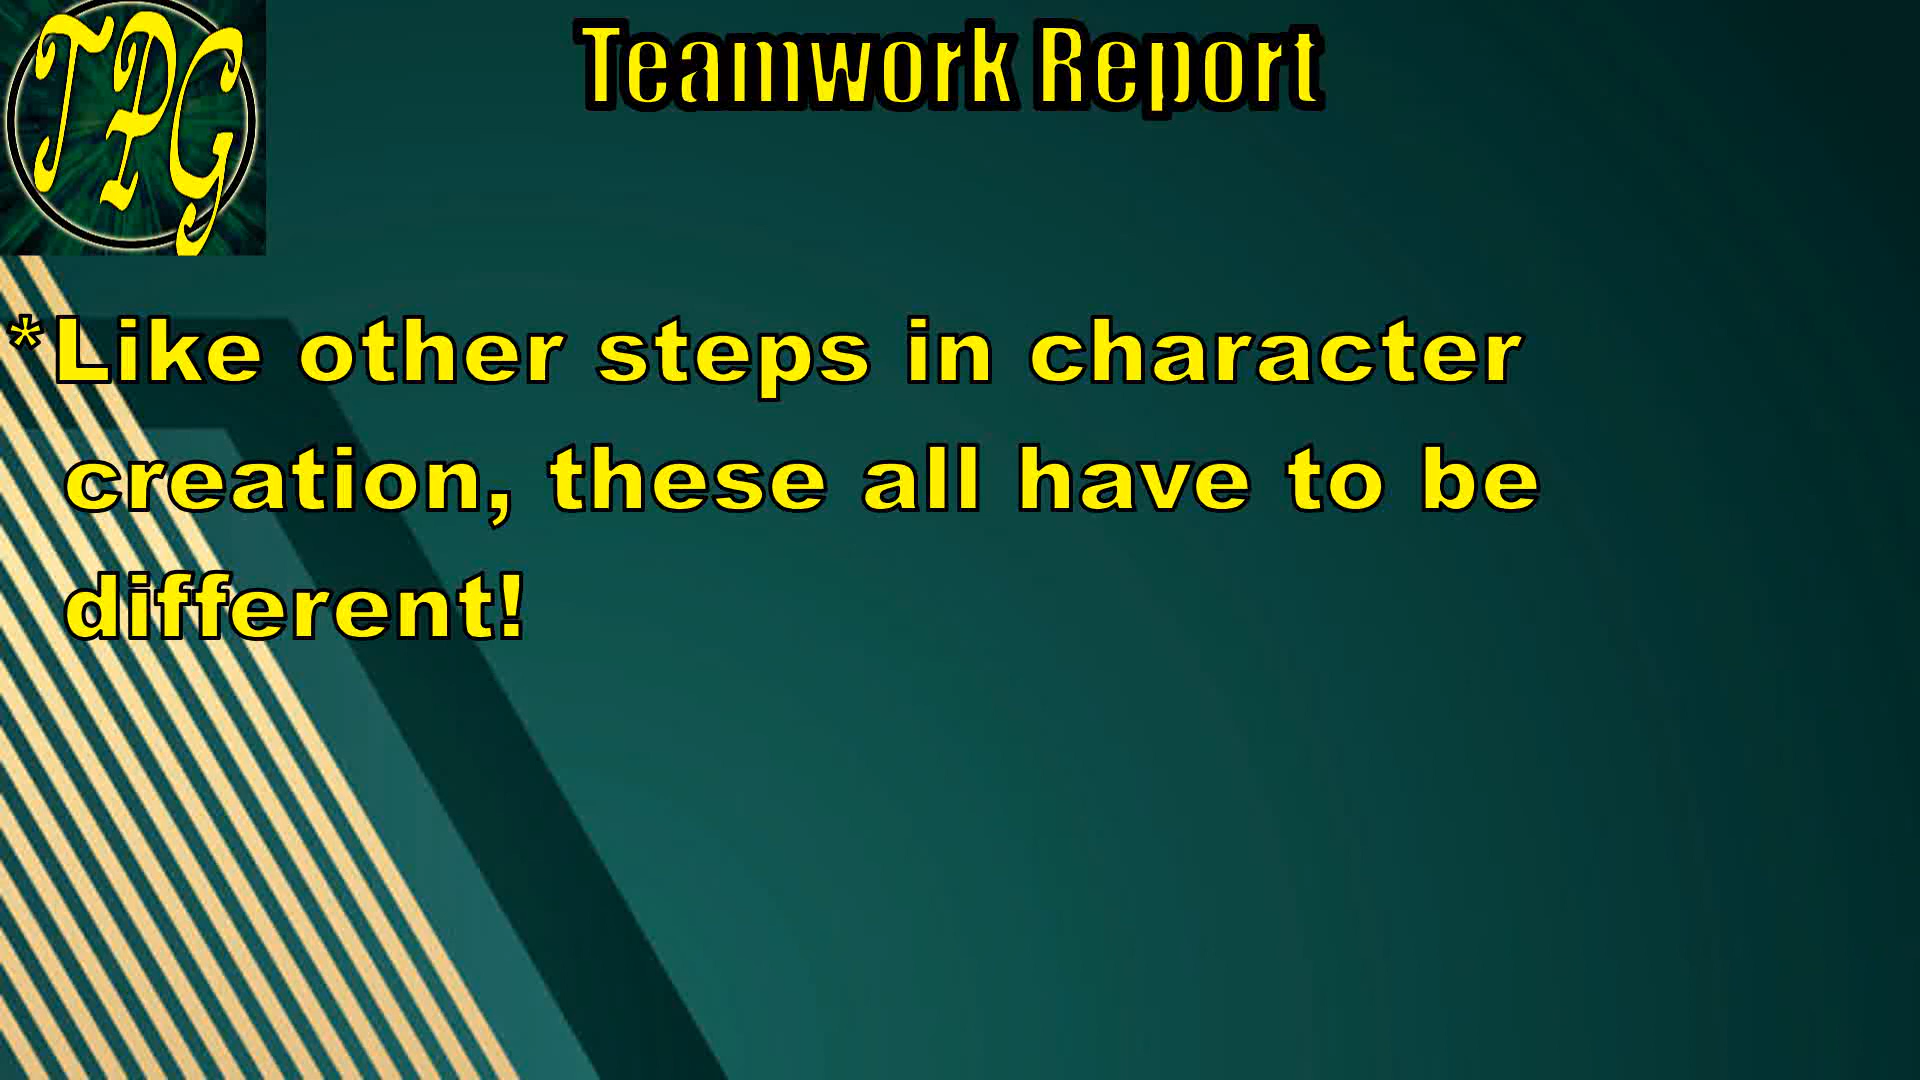 TPG
Teamwork Report
*Like other steps in character
creation, these all have to be
different!